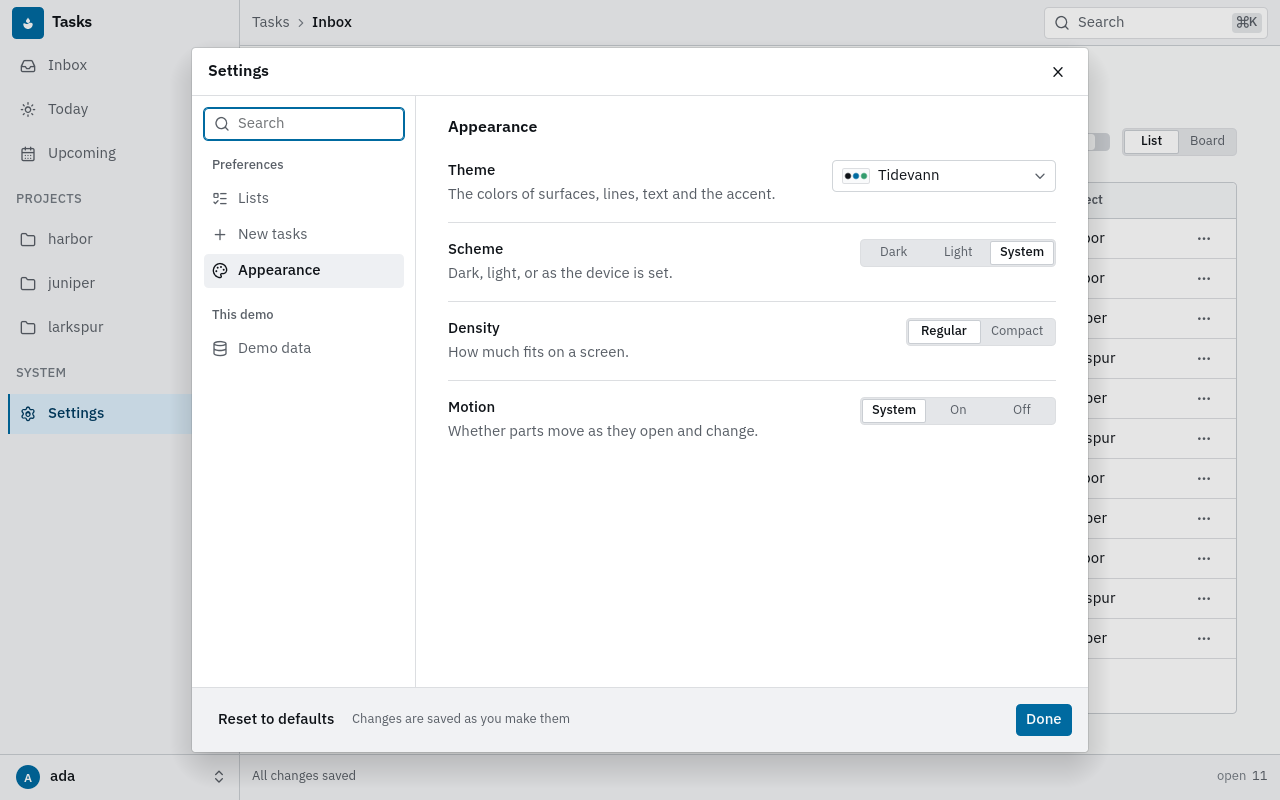 Tasks
Tasks > Inbox
Search ⌘K
Inbox
Today
Upcoming
PROJECTS
harbor
juniper
larkspur
SYSTEM
Settings
Settings
Search
Preferences
Lists
New tasks
Appearance
This demo
Demo data
Appearance
Theme
The colors of surfaces, lines, text and the accent.
Tidevann
Scheme
Dark, light, or as the device is set.
Dark Light System
Density
How much fits on a screen.
Regular Compact
Motion
Whether parts move as they open and change.
System On Off
Reset to defaults
Changes are saved as you make them
Done
List Board
A ada
All changes saved
open 11